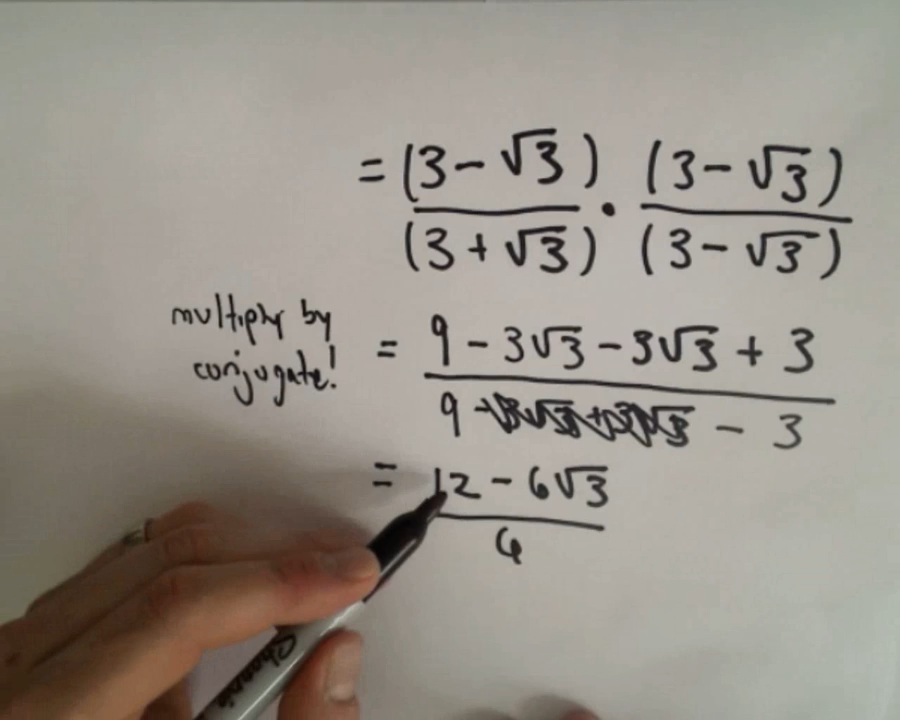 = (3 - √3) / (3 + √3) · (3 - √3) / (3 - √3)
multiply by
conjugate!
= 9 - 3√3 - 3√3 + 3 / 9 - 3
= 12 - 6√3 / 6
Sharpie